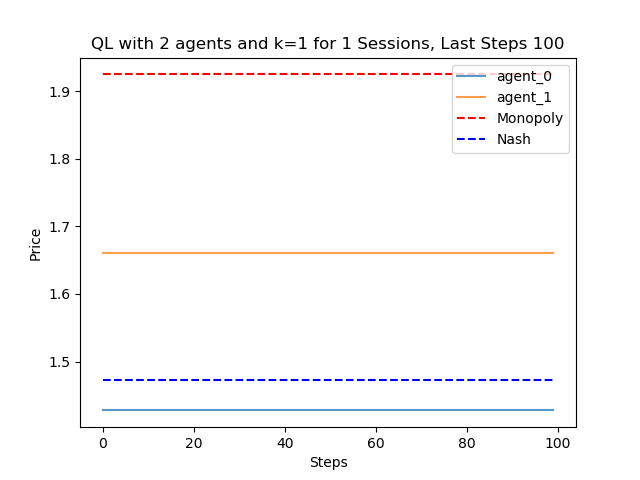 QL with 2 agents and k=1 for 1 Sessions, Last Steps 100
agent_0
agent_1
Monopoly
Nash
1.9
1.8
1.7
1.6
1.5
Price
0 20 40 60 80 100
Steps